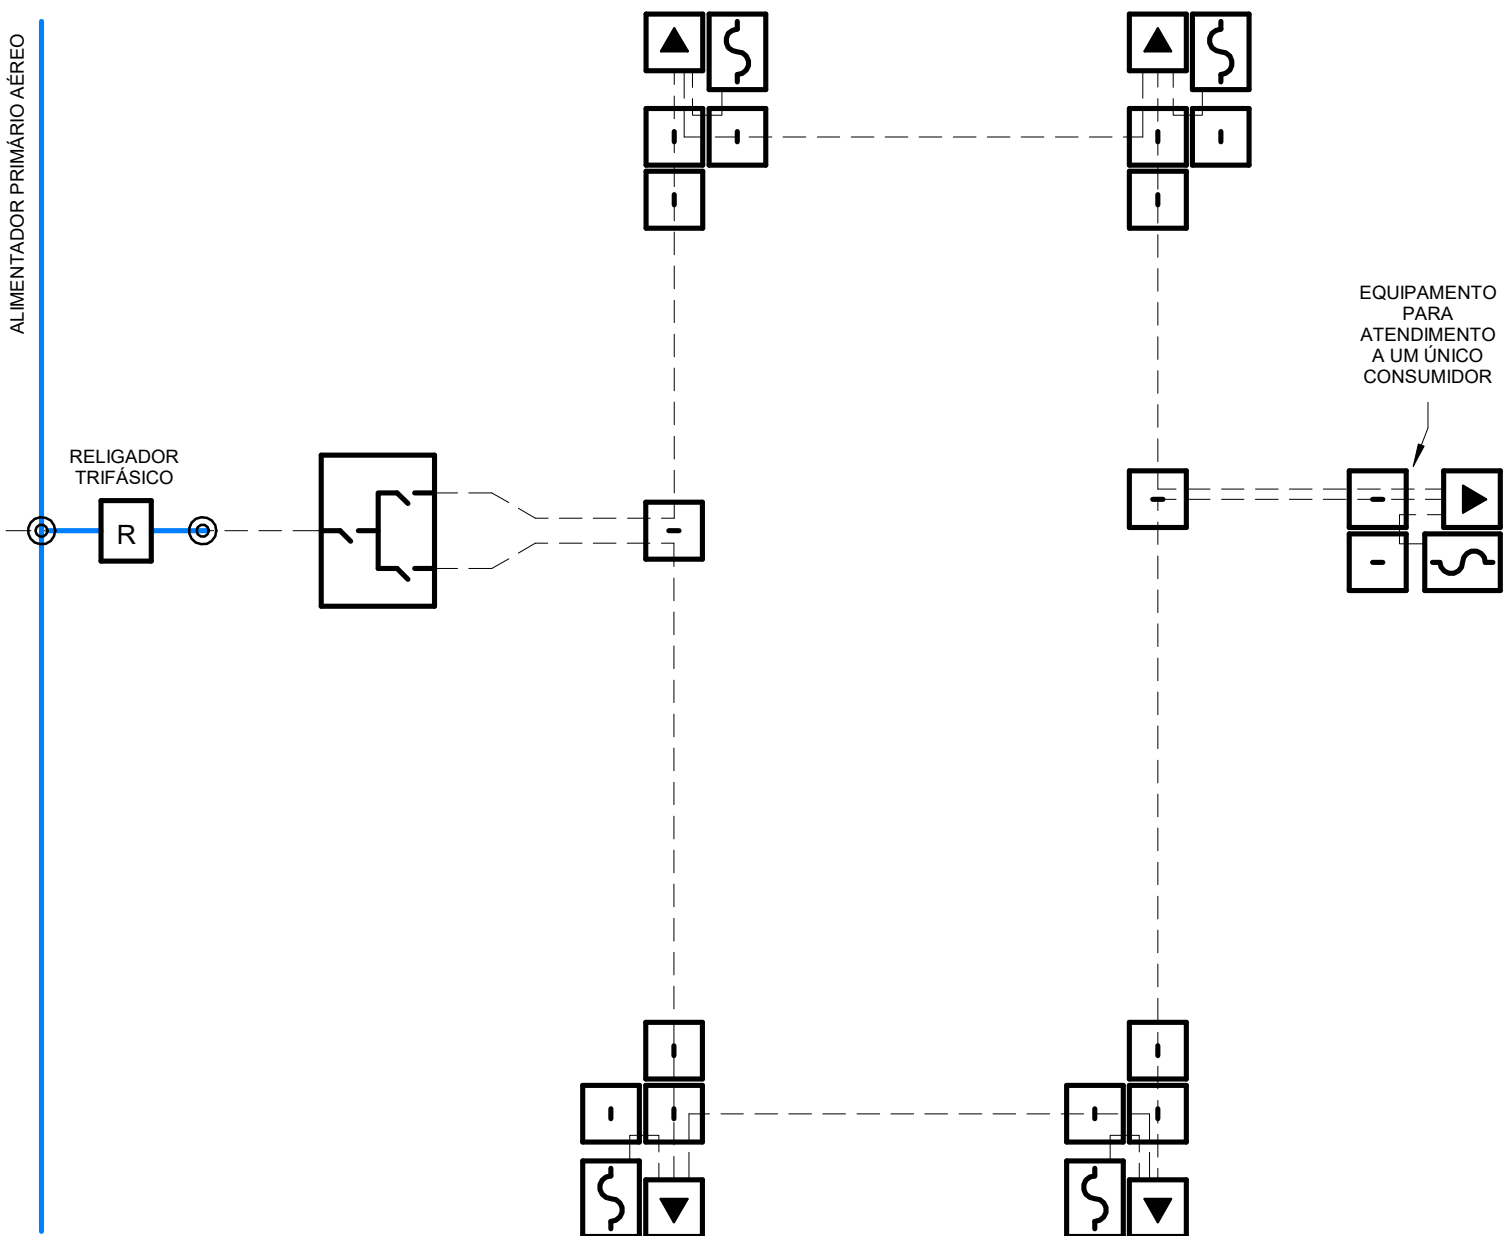 ALIMENTADOR PRIMÁRIO AÉREO
RELIGADOR
TRIFÁSICO
R
EQUIPAMENTO
PARA
ATENDIMENTO
A UM ÚNICO
CONSUMIDOR